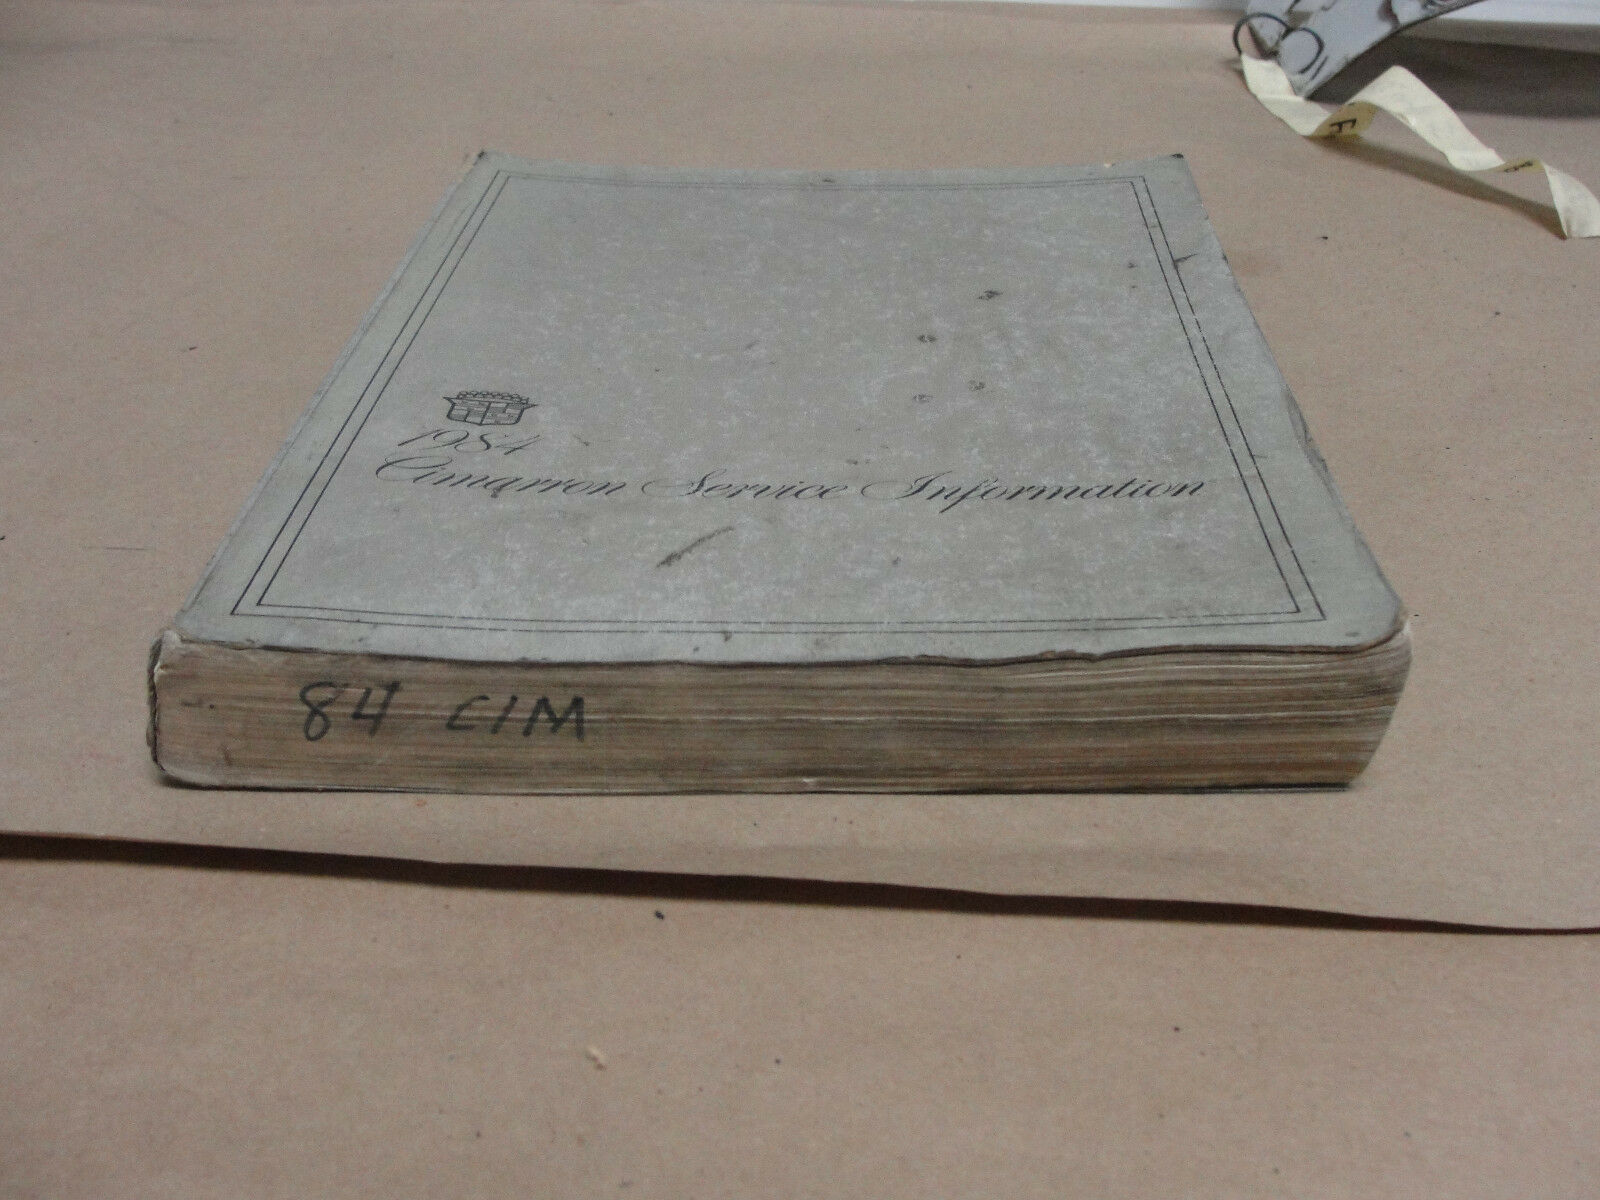 1984
Cimarron Service Information
84 CIM